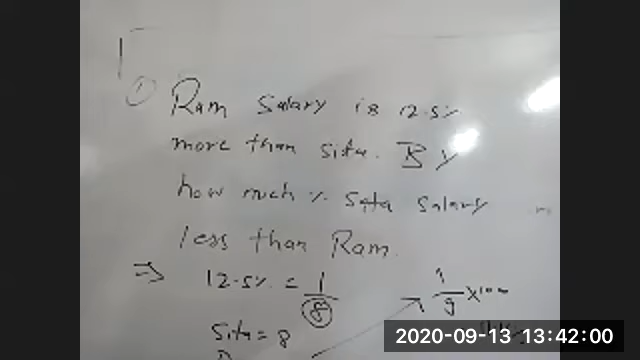 ① Ram Salary is 12.5%
more than Sita. By
how much % Sita Salary
less than Ram.
⇒ 12.5% = 1/8
1/9 × 100
Sita = 8
2020-09-13 13:42:00